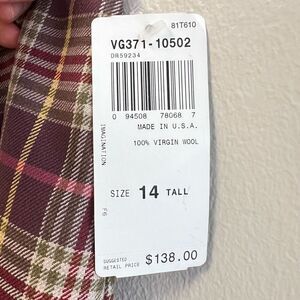 81T610
VG371-10502
DR59234
0 94508 78068 7
MADE IN U.S.A.
100% VIRGIN WOOL
IMAGINATION
SIZE 14 TALL
F6
SUGGESTED
RETAIL PRICE $138.00